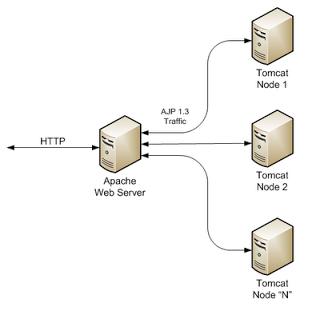 Tomcat
Node 1
AJP 1.3
Traffic
HTTP
Apache
Web Server
Tomcat
Node 2
Tomcat
Node "N"